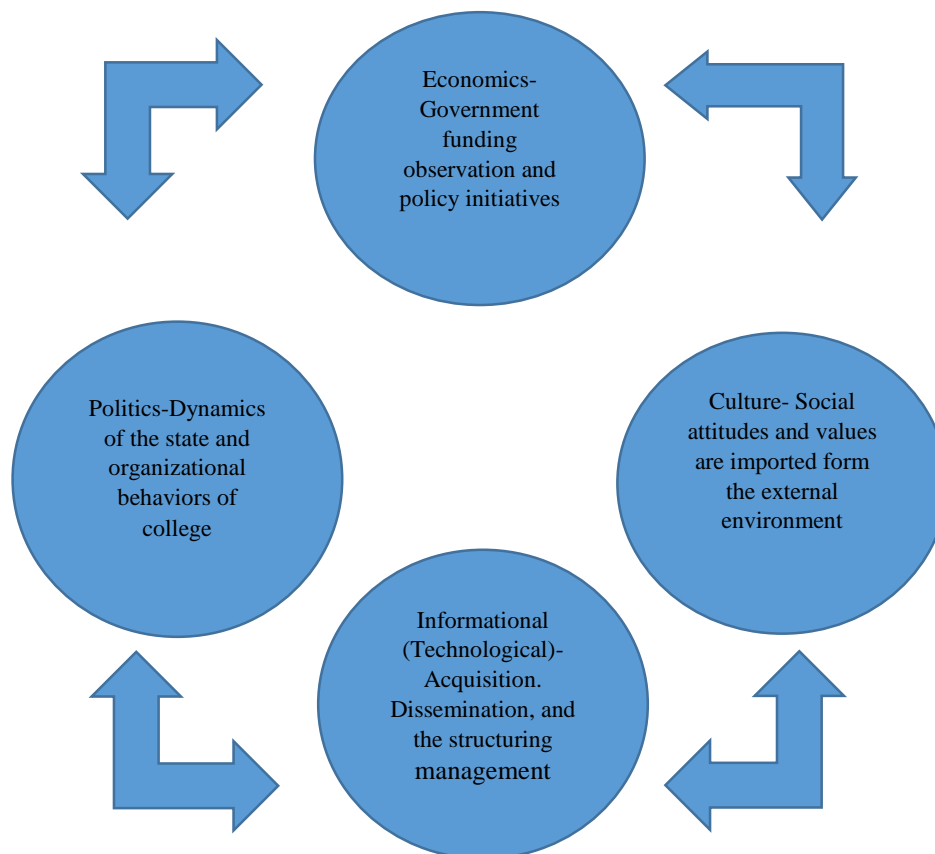 Economics-
Government
funding
observation and
policy initiatives
Politics-Dynamics
of the state and
organizational
behaviors of
college
Culture- Social
attitudes and values
are imported form
the external
environment
Informational
(Technological)-
Acquisition.
Dissemination, and
the structuring
management